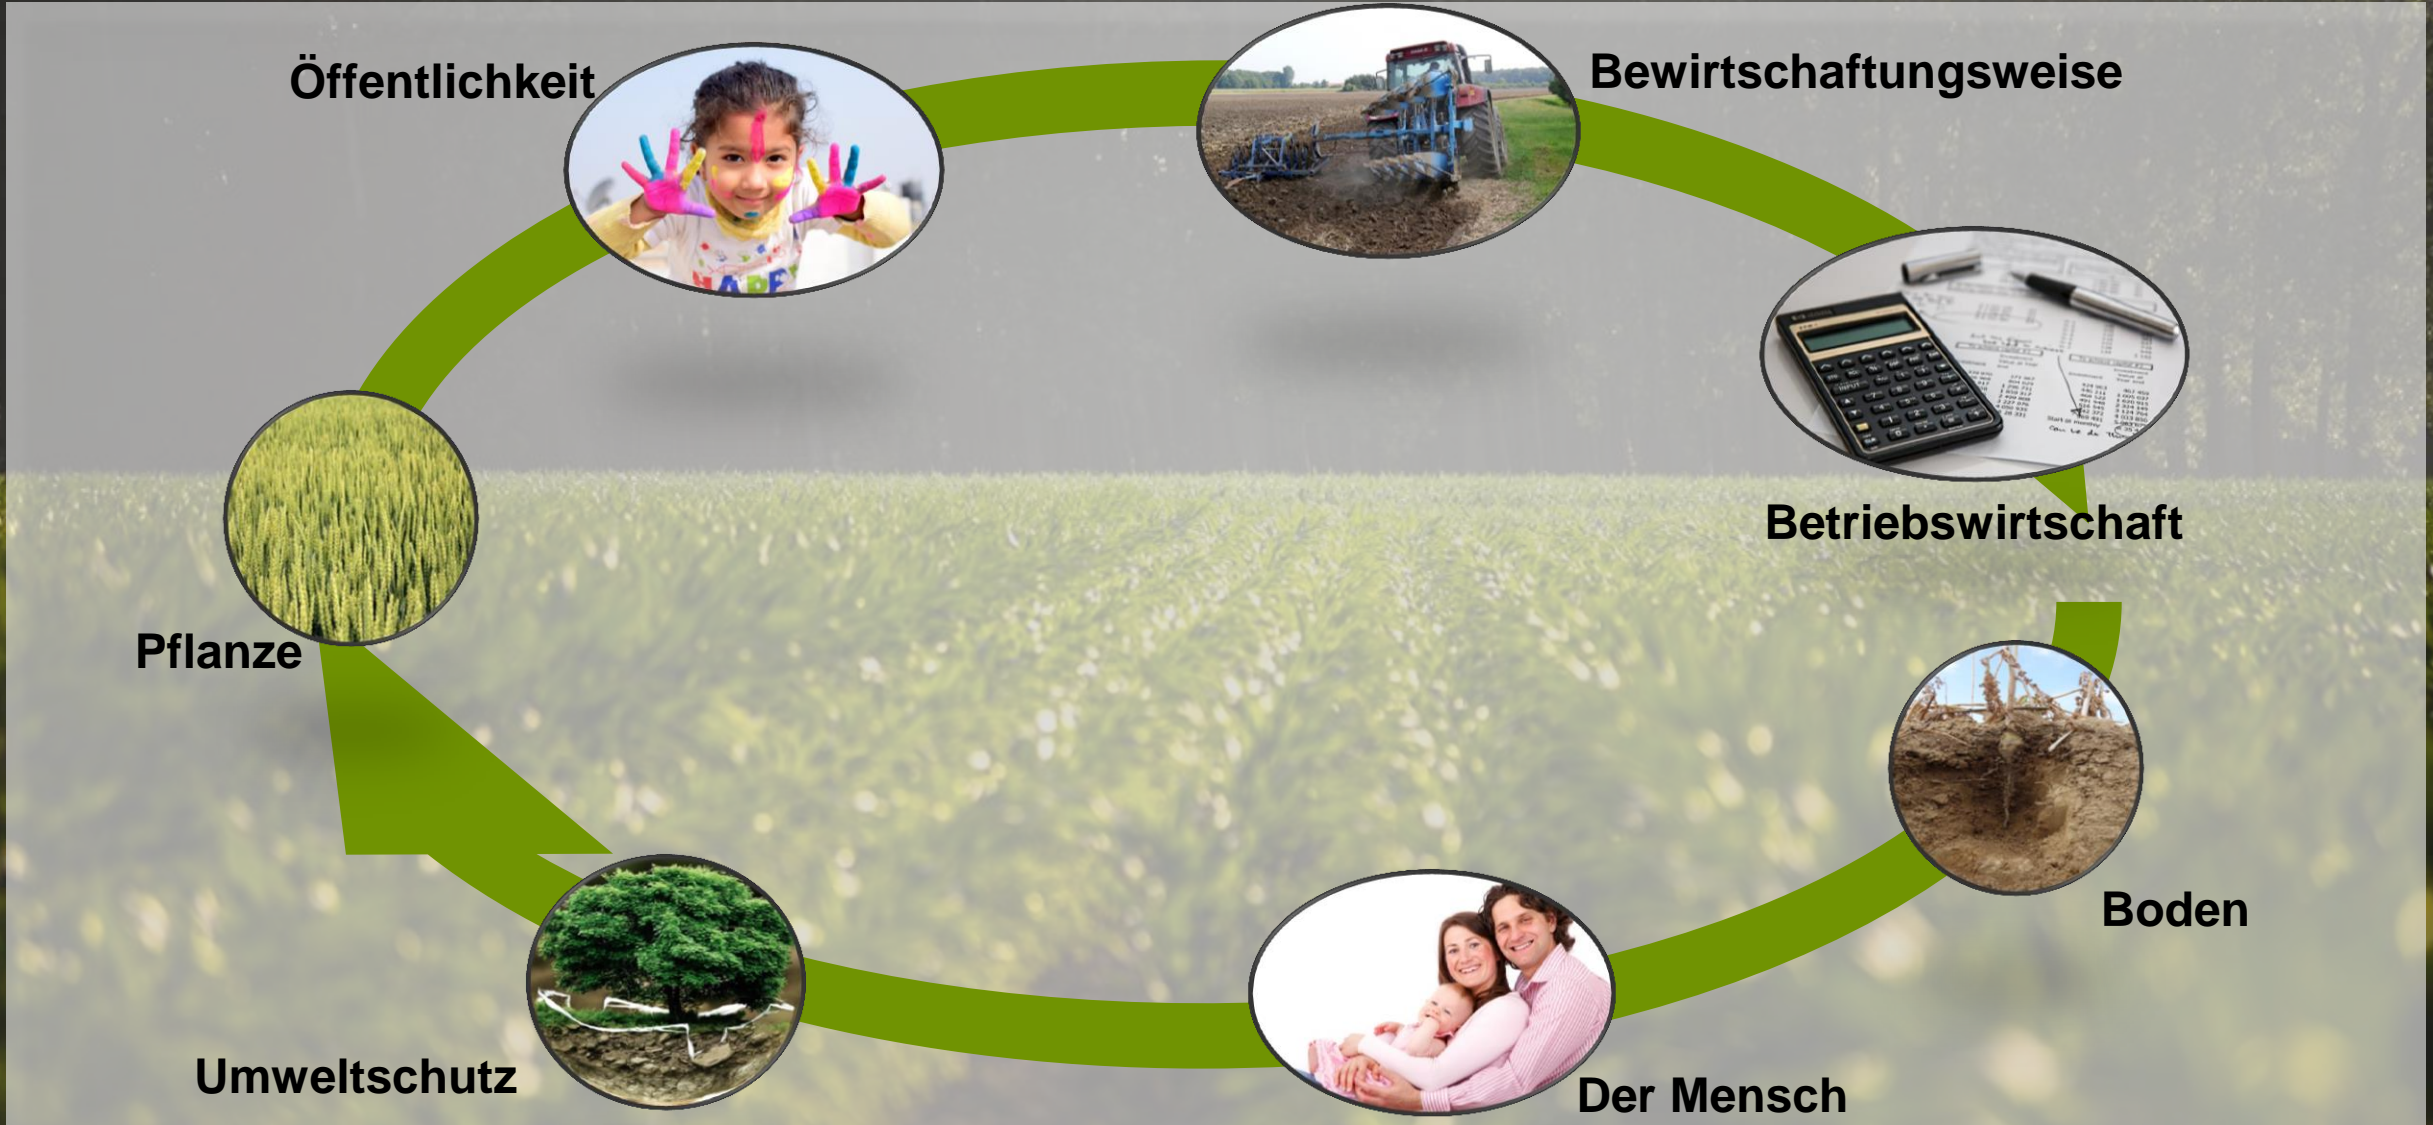 Öffentlichkeit
Bewirtschaftungsweise
Betriebswirtschaft
Pflanze
Boden
Umweltschutz
Der Mensch